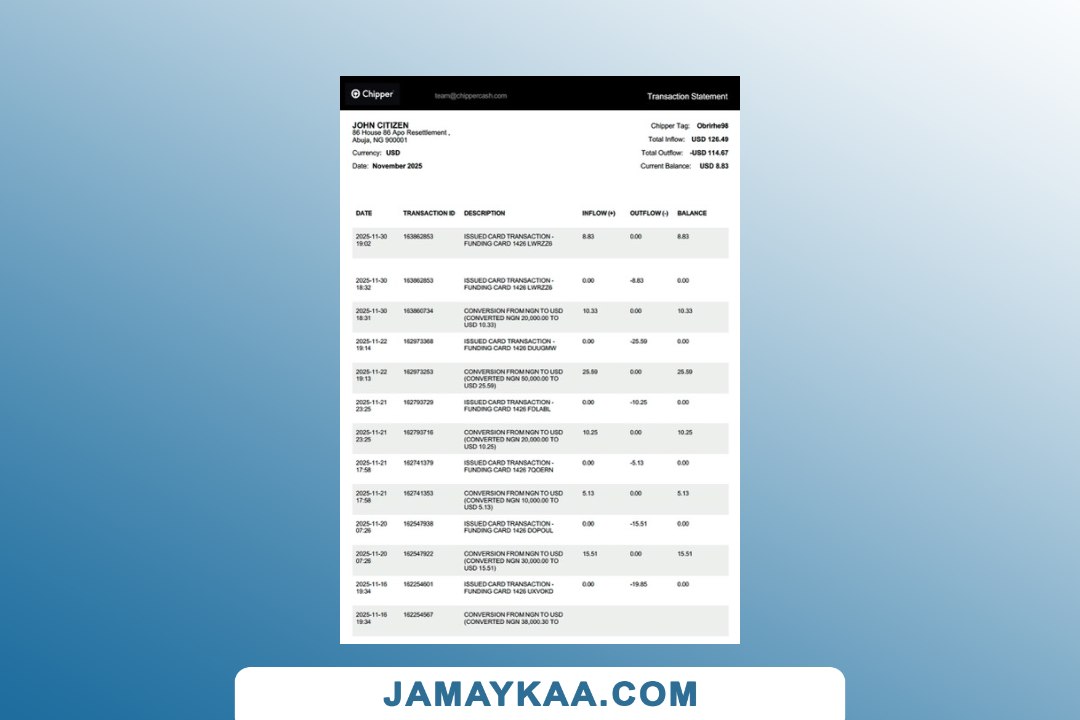 Chipper
team@chippercash.com
Transaction Statement
JOHN CITIZEN
86 House 86 Apo Resettlement ,
Abuja, NG 900001
Currency: USD
Date: November 2025
Chipper Tag: Obrirhe98
Total Inflow: USD 126.49
Total Outflow: -USD 114.67
Current Balance: USD 8.83
DATE TRANSACTION ID DESCRIPTION INFLOW (+) OUTFLOW (-) BALANCE
2025-11-30 163862853 ISSUED CARD TRANSACTION - 8.83 0.00 8.83
19:02 FUNDING CARD 1426 LWRZZ6
2025-11-30 163862853 ISSUED CARD TRANSACTION - 0.00 -8.83 0.00
18:32 FUNDING CARD 1426 LWRZZ6
2025-11-30 163860734 CONVERSION FROM NGN TO USD 10.33 0.00 10.33
18:31 (CONVERTED NGN 20,000.00 TO
USD 10.33)
2025-11-22 162973368 ISSUED CARD TRANSACTION - 0.00 -25.59 0.00
19:14 FUNDING CARD 1426 DUUGMW
2025-11-22 162973253 CONVERSION FROM NGN TO USD 25.59 0.00 25.59
19:13 (CONVERTED NGN 50,000.00 TO
USD 25.59)
2025-11-21 162793729 ISSUED CARD TRANSACTION - 0.00 -10.25 0.00
23:25 FUNDING CARD 1426 FDLABL
2025-11-21 162793716 CONVERSION FROM NGN TO USD 10.25 0.00 10.25
23:25 (CONVERTED NGN 20,000.00 TO
USD 10.25)
2025-11-21 162741379 ISSUED CARD TRANSACTION - 0.00 -5.13 0.00
17:58 FUNDING CARD 1426 7QOERN
2025-11-21 162741353 CONVERSION FROM NGN TO USD 5.13 0.00 5.13
17:58 (CONVERTED NGN 10,000.00 TO
USD 5.13)
2025-11-20 162547938 ISSUED CARD TRANSACTION - 0.00 -15.51 0.00
07:26 FUNDING CARD 1426 DOPOUL
2025-11-20 162547922 CONVERSION FROM NGN TO USD 15.51 0.00 15.51
07:26 (CONVERTED NGN 30,000.00 TO
USD 15.51)
2025-11-16 162254601 ISSUED CARD TRANSACTION - 0.00 -19.85 0.00
19:34 FUNDING CARD 1426 UXVOKD
2025-11-16 162254567 CONVERSION FROM NGN TO USD
19:34 (CONVERTED NGN 38,000.30 TO
JAMAYKAA.COM